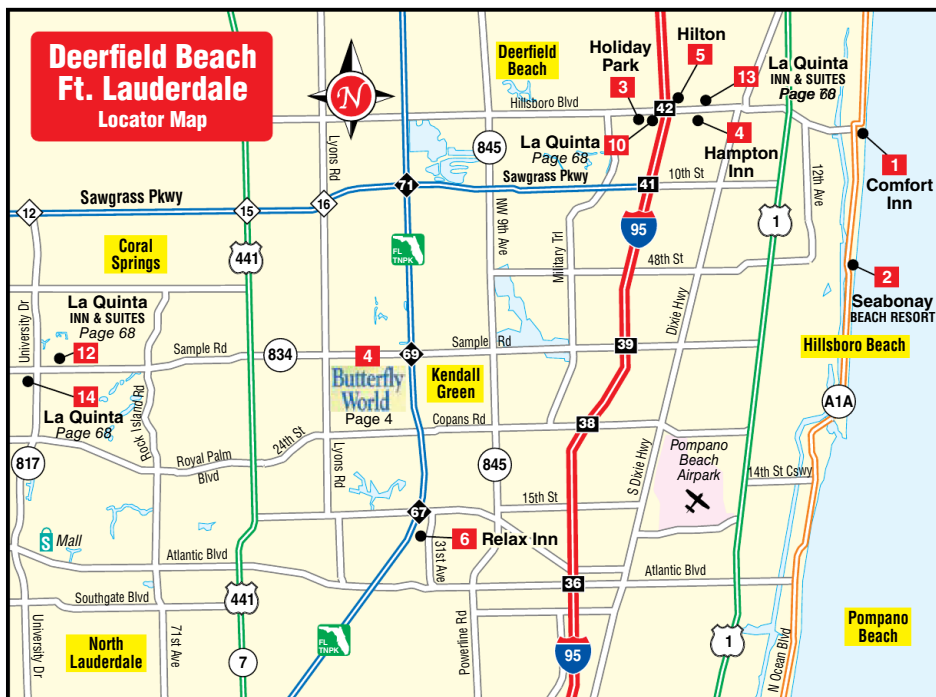 Deerfield Beach
Ft. Lauderdale
Locator Map
N
Deerfield
Beach
Holiday
Park
3
Hilton
5
13
La Quinta
INN & SUITES
Page 68
Hillsboro Blvd
42
845
La Quinta
Page 68
10
4
Hampton
Inn
1
Comfort
Inn
Lyons Rd
Sawgrass Pkwy
12
15
16
71
Sawgrass Pkwy
41
10th St
12th Ave
NW 9th Ave
Military Trl
95
1
Coral
Springs
441
FL
TNPK
48th St
Dixie Hwy
2
Seabonay
BEACH RESORT
University Dr
La Quinta
INN & SUITES
Page 68
12
Sample Rd
834
4
Butterfly
World
Page 4
69
Sample Rd
Kendall
Green
39
Hillsboro Beach
14
La Quinta
Page 68
Rock Island Rd
A1A
Copans Rd
38
24th St
Royal Palm
Blvd
817
Lyons Rd
845
S Dixie Hwy
Pompano
Beach
Airpark
14th St Cswy
15th St
67
S
Mall
6
Relax Inn
31st Ave
Atlantic Blvd
36
Atlantic Blvd
Southgate Blvd
441
University Dr
North
Lauderdale
71st Ave
7
FL
TNPK
Powerline Rd
95
1
N Ocean Blvd
Pompano
Beach